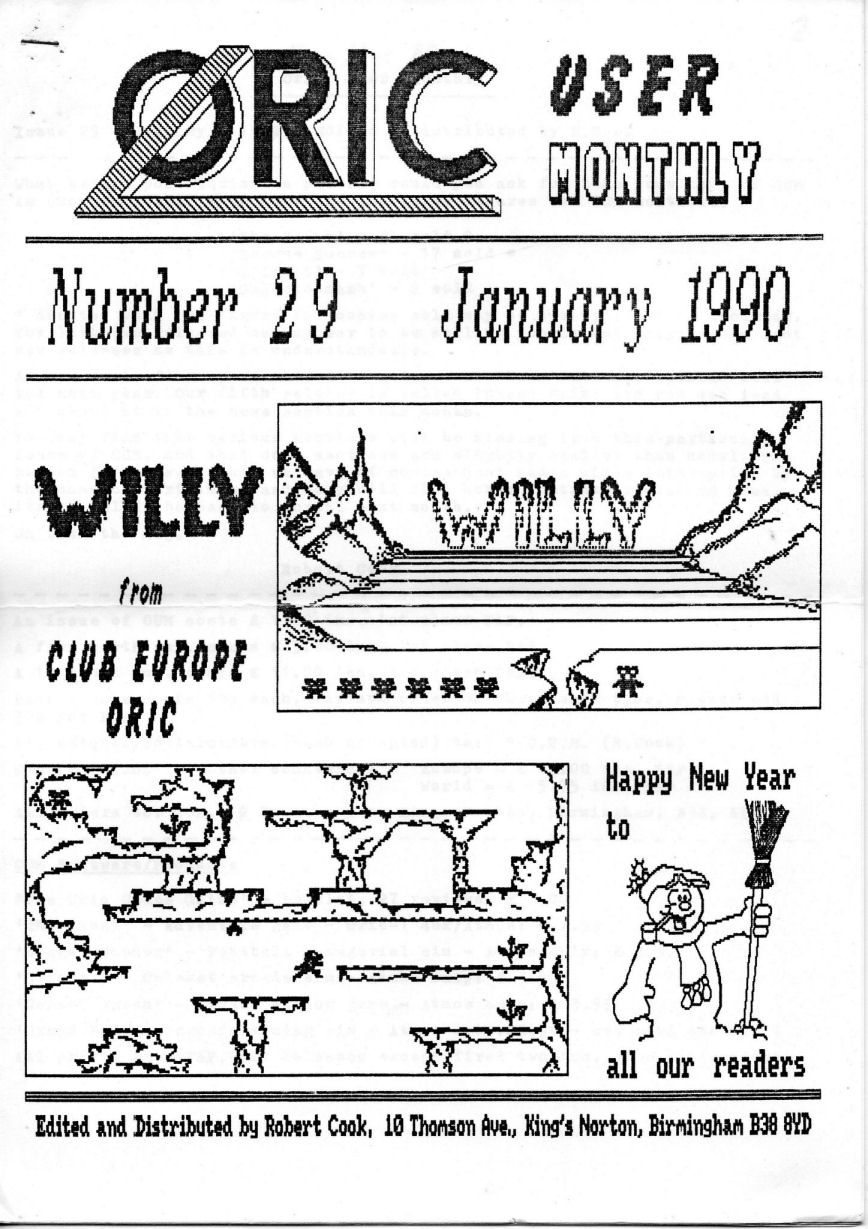 ORIC USER
MONTHLY
Number 29 January 1990
WILLY
from
CLUB EUROPE
ORIC
WILLY
Happy New Year
to
all our readers
Edited and Distributed by Robert Cook, 10 Thomson Ave., King's Norton, Birmingham B38 8YD